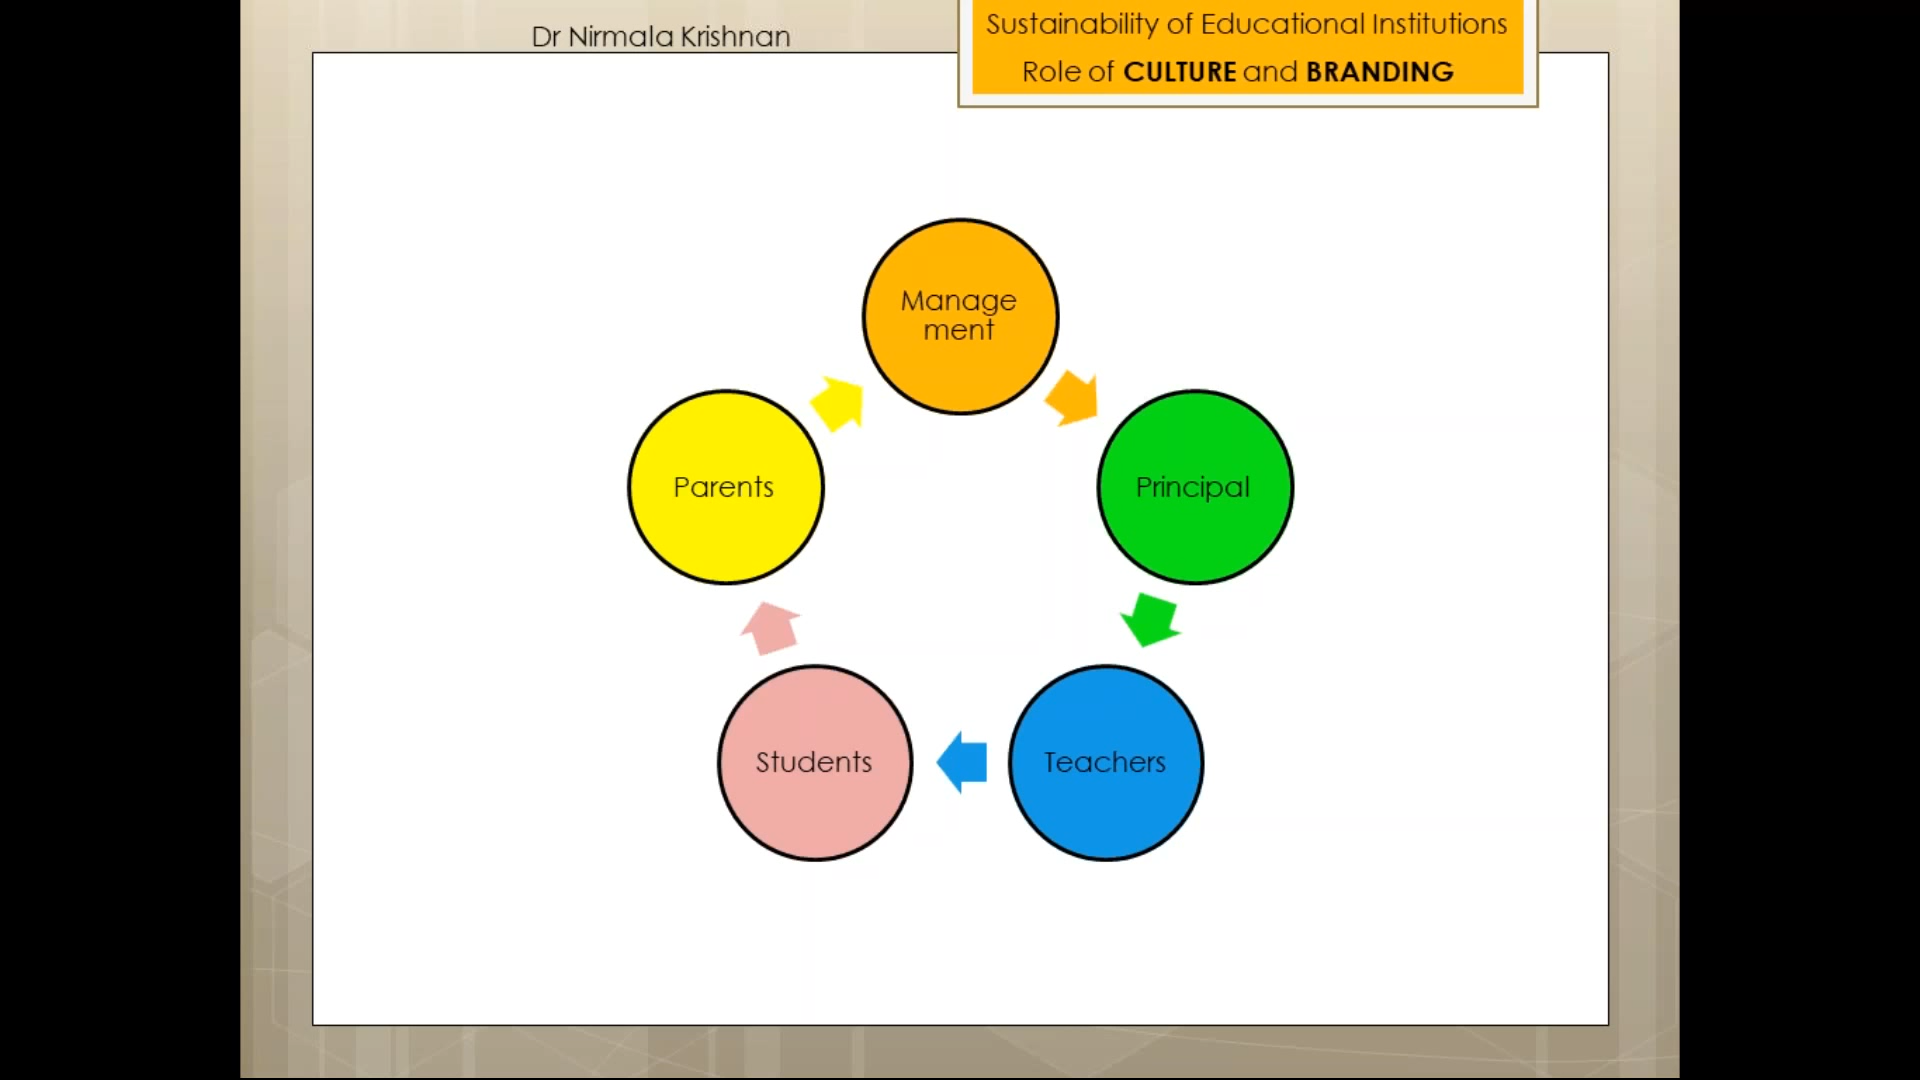 Dr Nirmala Krishnan
Sustainability of Educational Institutions
Role of CULTURE and BRANDING
Manage
ment
Parents
Principal
Students
Teachers